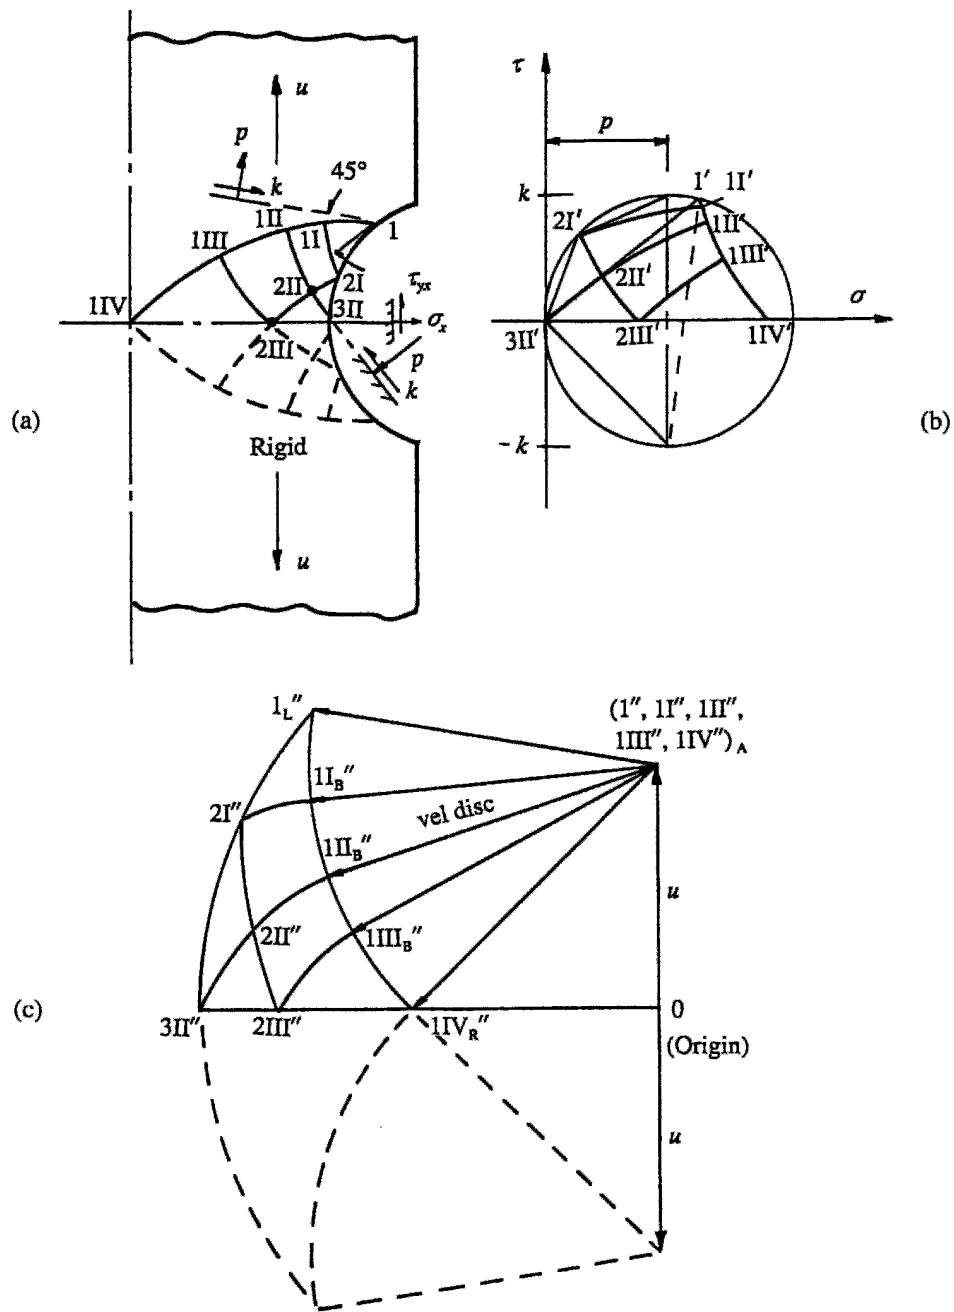 u
p
45°
k
1II
1I
1
1III
2II
2I
τyx
1IV
3II
σx
2III
p
k
(a)
Rigid
u
τ
p
k
1′
1I′
2I′
1II′
1III′
2II′
σ
3II′
2III′
1IV′
-k
(b)
1L″
(1″, 1I″, 1II″,
1III″, 1IV″)A
1IB″
2I″
vel disc
1IIB″
u
2II″
1IIIB″
(c)
0
3II″
2III″
1IVR″
(Origin)
u